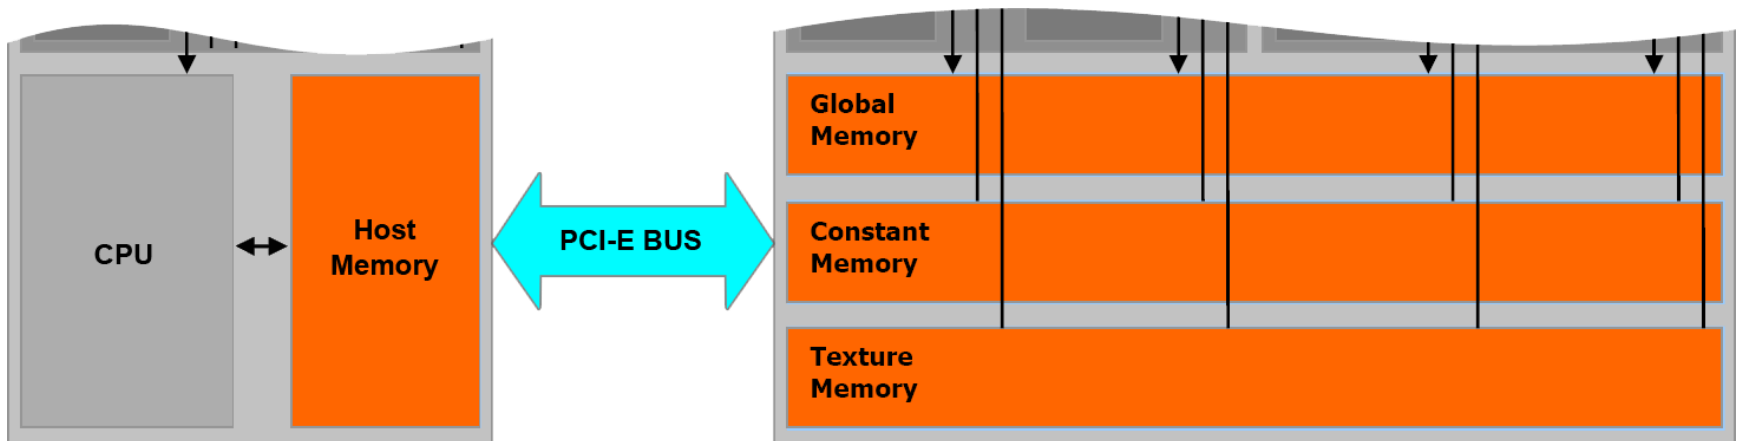 CPU
Host
Memory
PCI-E BUS
Global
Memory
Constant
Memory
Texture
Memory